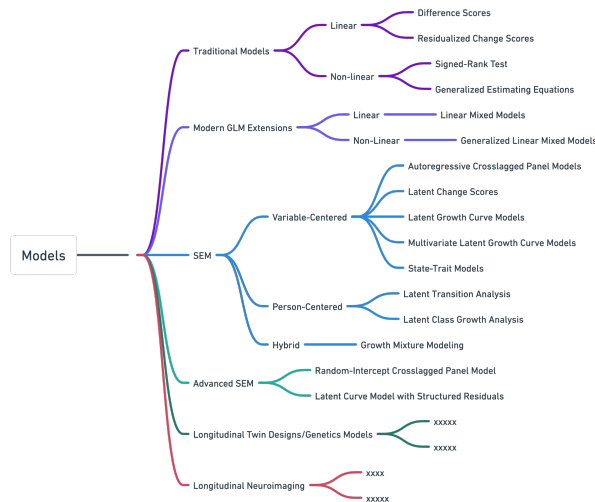 Models
Traditional Models
Linear
Difference Scores
Residualized Change Scores
Non-linear
Signed-Rank Test
Generalized Estimating Equations
Modern GLM Extensions
Linear
Linear Mixed Models
Non-Linear
Generalized Linear Mixed Models
SEM
Variable-Centered
Autoregressive Crosslagged Panel Models
Latent Change Scores
Latent Growth Curve Models
Multivariate Latent Growth Curve Models
State-Trait Models
Person-Centered
Latent Transition Analysis
Latent Class Growth Analysis
Hybrid
Growth Mixture Modeling
Advanced SEM
Random-Intercept Crosslagged Panel Model
Latent Curve Model with Structured Residuals
Longitudinal Twin Designs/Genetics Models
xxxxx
xxxxx
Longitudinal Neuroimaging
xxxx
xxxxx